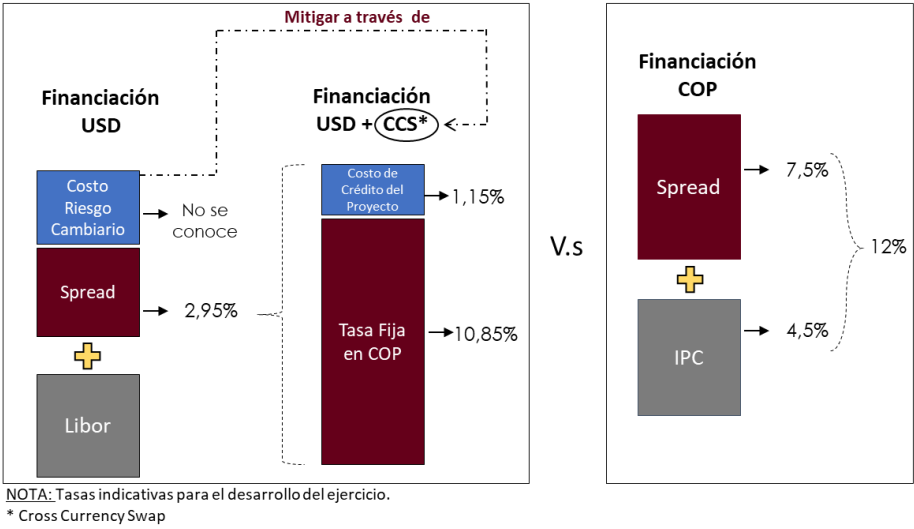 Mitigar a través de
Financiación
USD
Costo
Riesgo
Cambiario
No se
conoce
Spread
2,95%
Libor
Financiación
USD + CCS*
Costo de
Crédito del
Proyecto
1,15%
Tasa Fija
en COP
10,85%
V.s
Financiación
COP
Spread
7,5%
12%
IPC
4,5%
NOTA: Tasas indicativas para el desarrollo del ejercicio.
* Cross Currency Swap